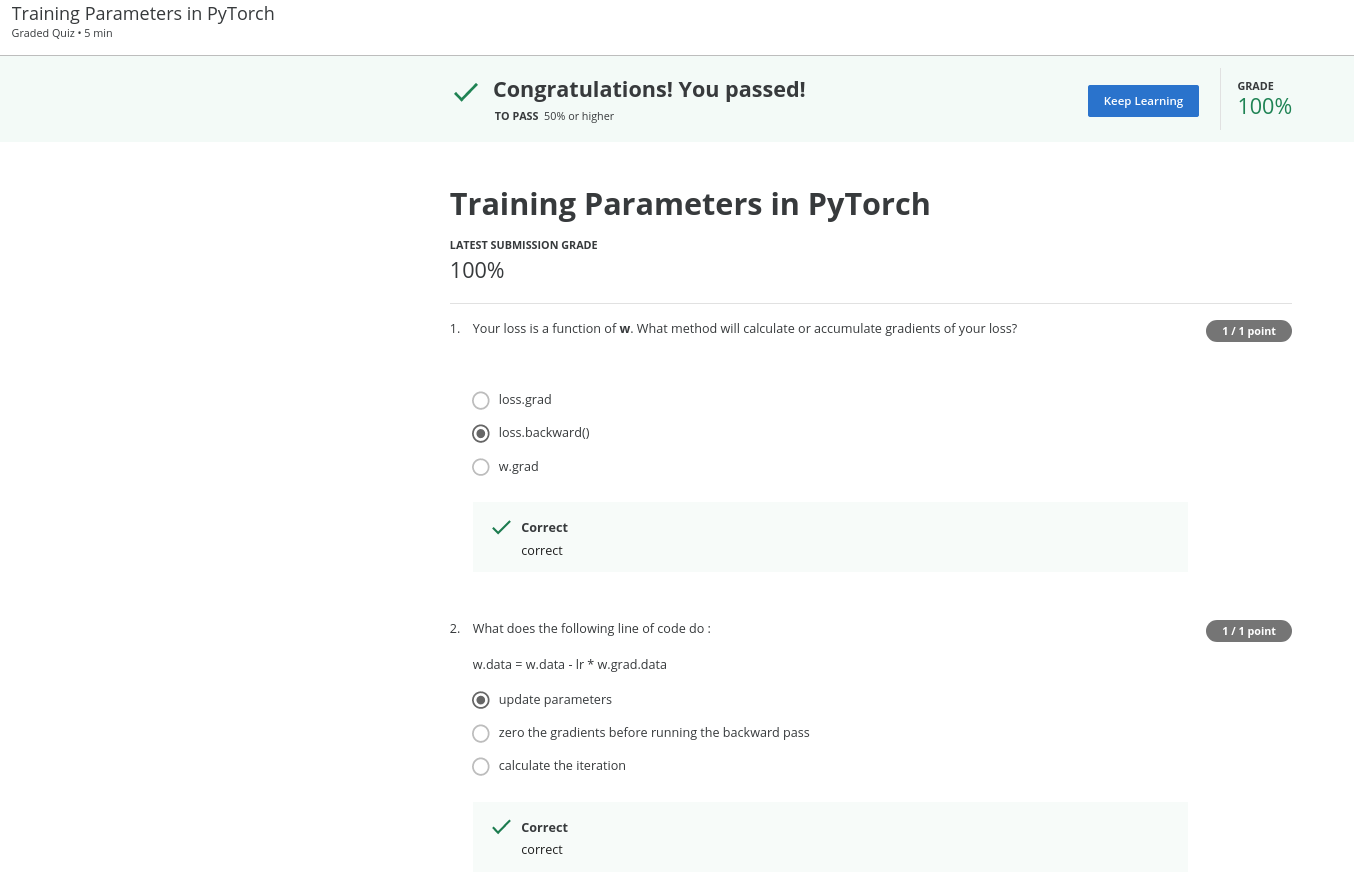 Training Parameters in PyTorch
Graded Quiz • 5 min
Congratulations! You passed!
TO PASS 50% or higher
Keep Learning
GRADE
100%
Training Parameters in PyTorch
LATEST SUBMISSION GRADE
100%
1. Your loss is a function of w. What method will calculate or accumulate gradients of your loss?
1 / 1 point
loss.grad
loss.backward()
w.grad
Correct
correct
2. What does the following line of code do :
1 / 1 point
w.data = w.data - lr * w.grad.data
update parameters
zero the gradients before running the backward pass
calculate the iteration
Correct
correct